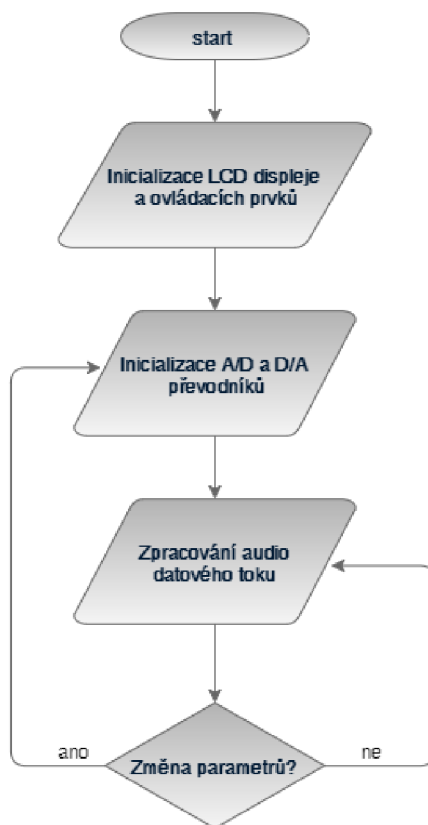 start
Inicializace LCD displeje
a ovládacích prvků
Inicializace A/D a D/A
převodníků
Zpracování audio
datového toku
ano
Změna parametrů?
ne